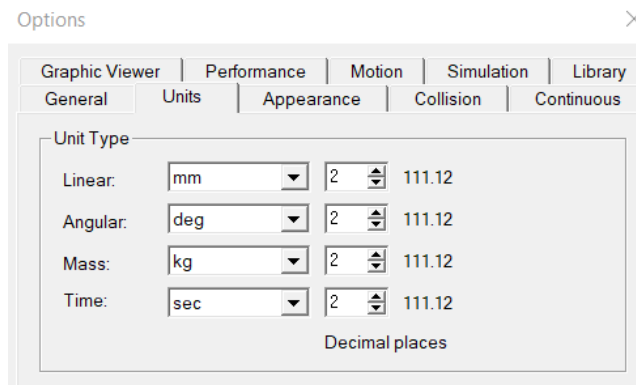 Options
Graphic Viewer Performance Motion Simulation Library
General Units Appearance Collision Continuous
Unit Type
Linear: mm 2 111.12
Angular: deg 2 111.12
Mass: kg 2 111.12
Time: sec 2 111.12
Decimal places